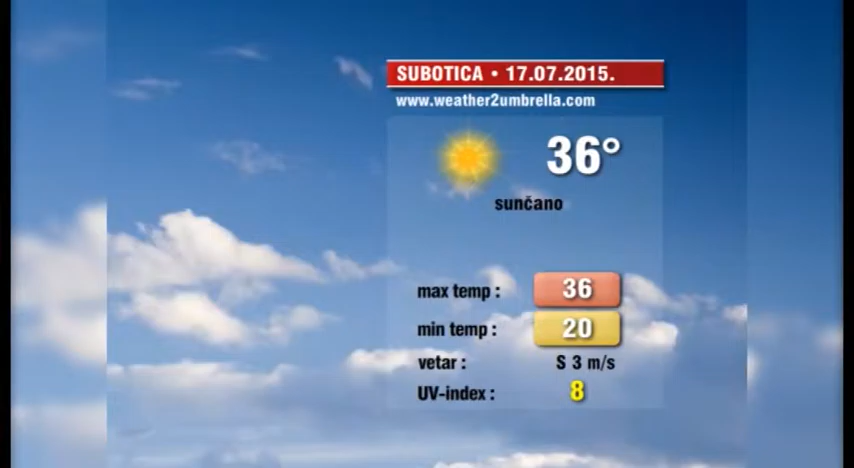 SUBOTICA • 17.07.2015.
www.weather2umbrella.com
36°
sunčano
max temp : 36
min temp : 20
vetar : S 3 m/s
UV-index : 8